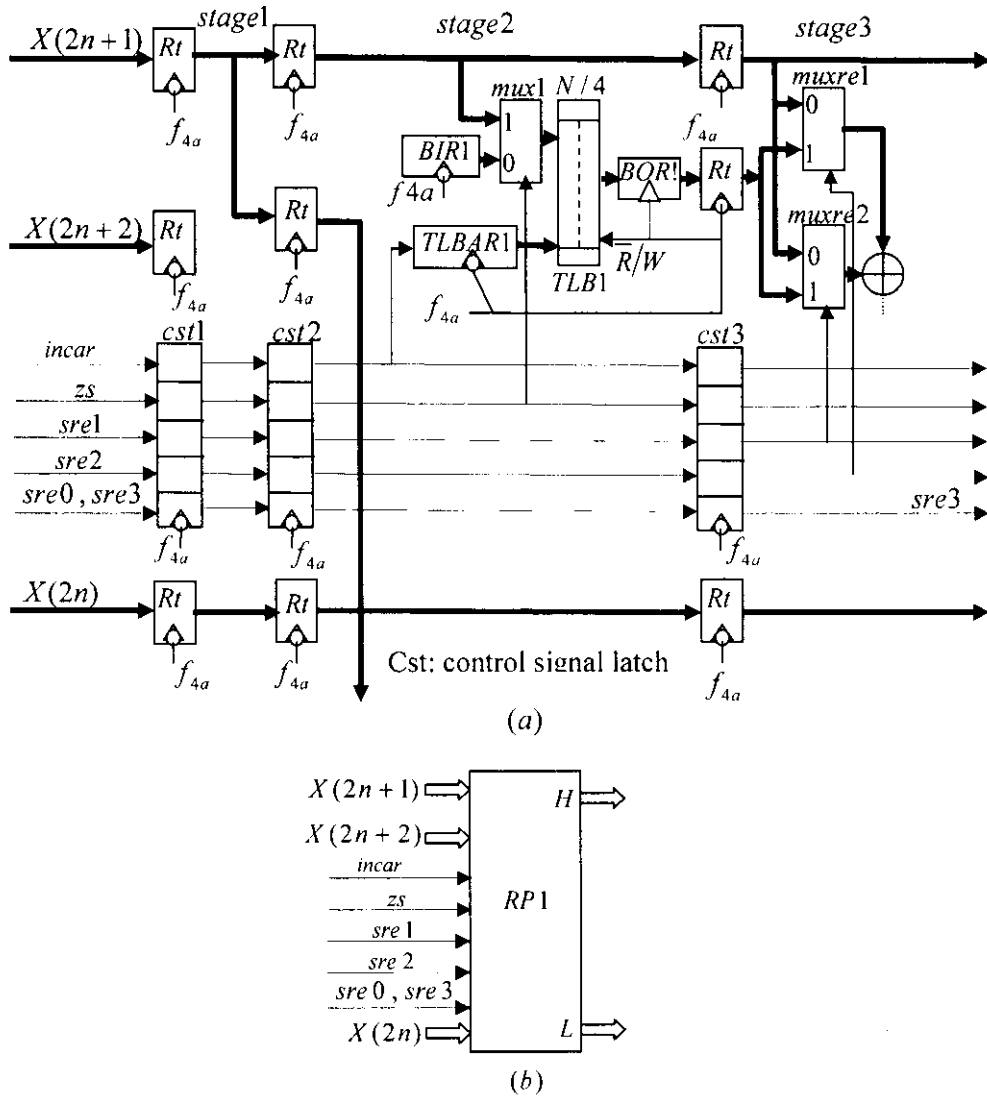 stage1
stage2
stage3
X(2n+1)
Rt
Rt
Rt
f4a
f4a
f4a
mux1
N/4
muxre1
1
0
0
1
BIR1
f4a
BOR!
Rt
X(2n+2)
Rt
Rt
f4a
f4a
TLBAR1
R̅/W
TLB1
f4a
muxre2
0
1
cst1
cst2
cst3
incar
zs
sre1
sre2
sre0, sre3
sre3
f4a
f4a
f4a
X(2n)
Rt
Rt
Rt
f4a
f4a
f4a
Cst: control signal latch
(a)
X(2n+1)
H
X(2n+2)
incar
zs
RP1
sre1
sre2
sre0, sre3
X(2n)
L
(b)